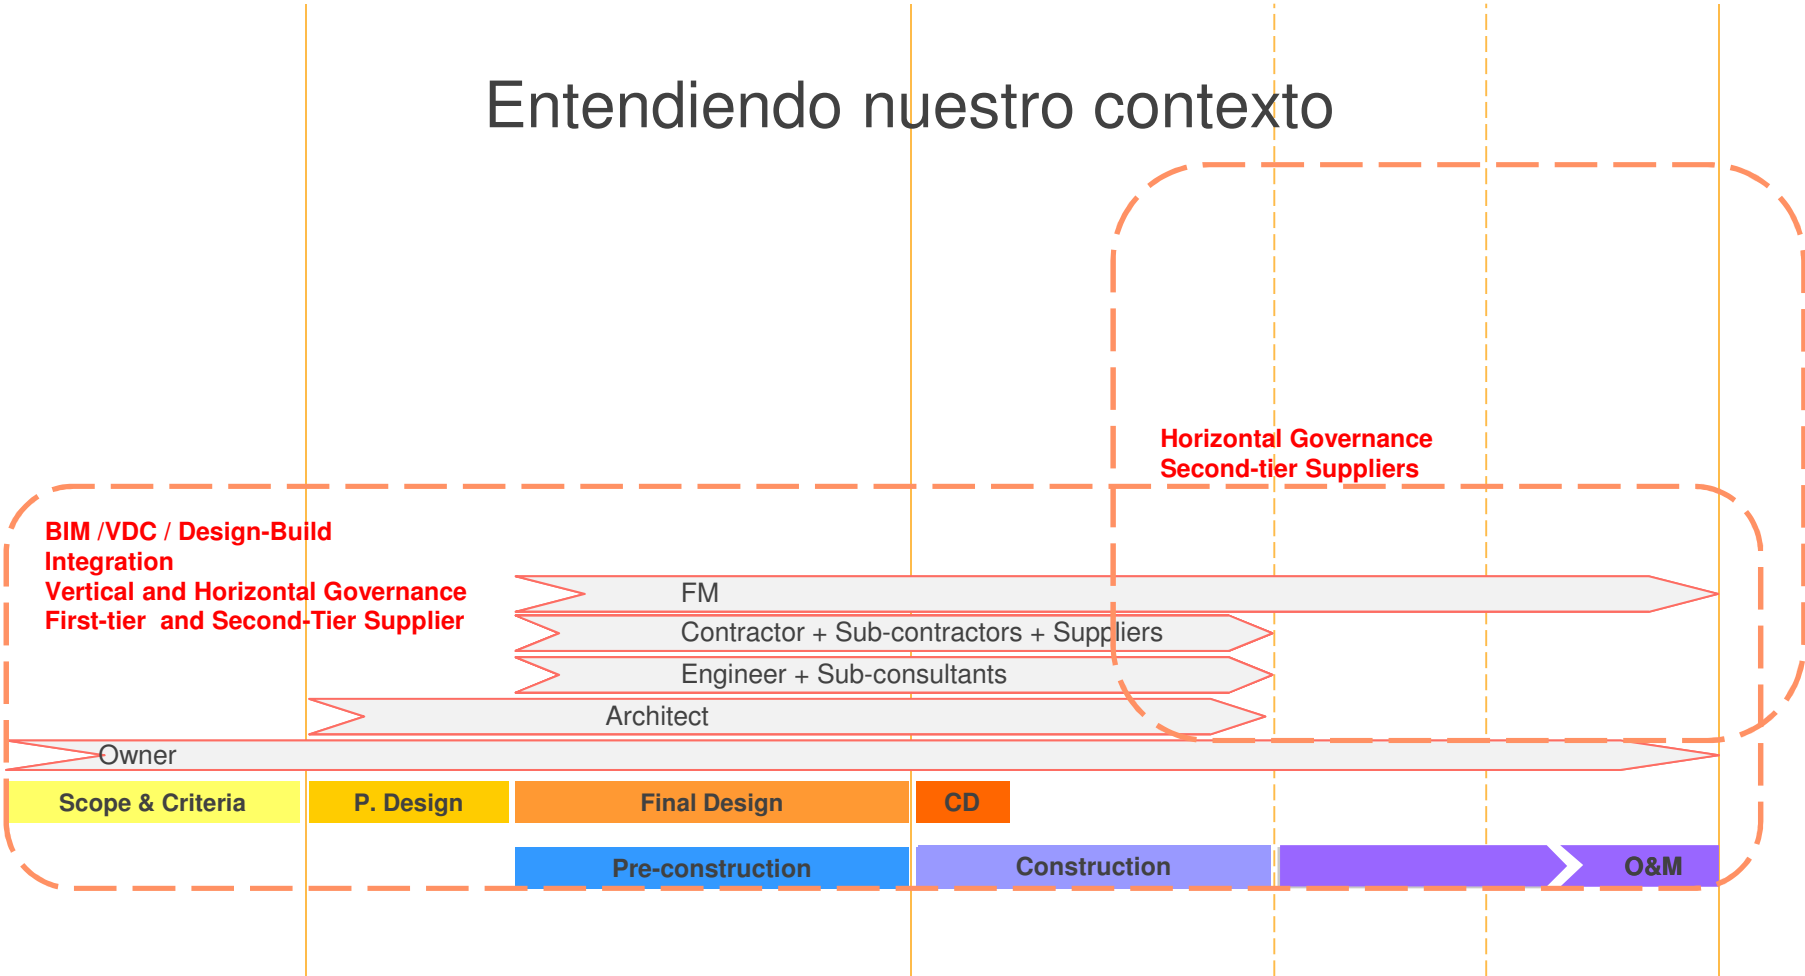 Entendiendo nuestro contexto
Horizontal Governance
Second-tier Suppliers
BIM /VDC / Design-Build
Integration
Vertical and Horizontal Governance
First-tier  and Second-Tier Supplier
FM
Contractor + Sub-contractors + Suppliers
Engineer + Sub-consultants
Architect
Owner
Scope & Criteria
P. Design
Final Design
CD
Pre-construction
Construction
O&M